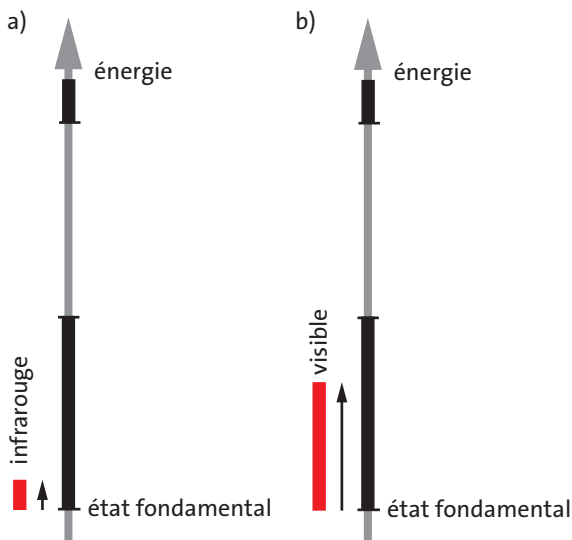 a)
énergie
infrarouge
état fondamental
b)
énergie
visible
état fondamental